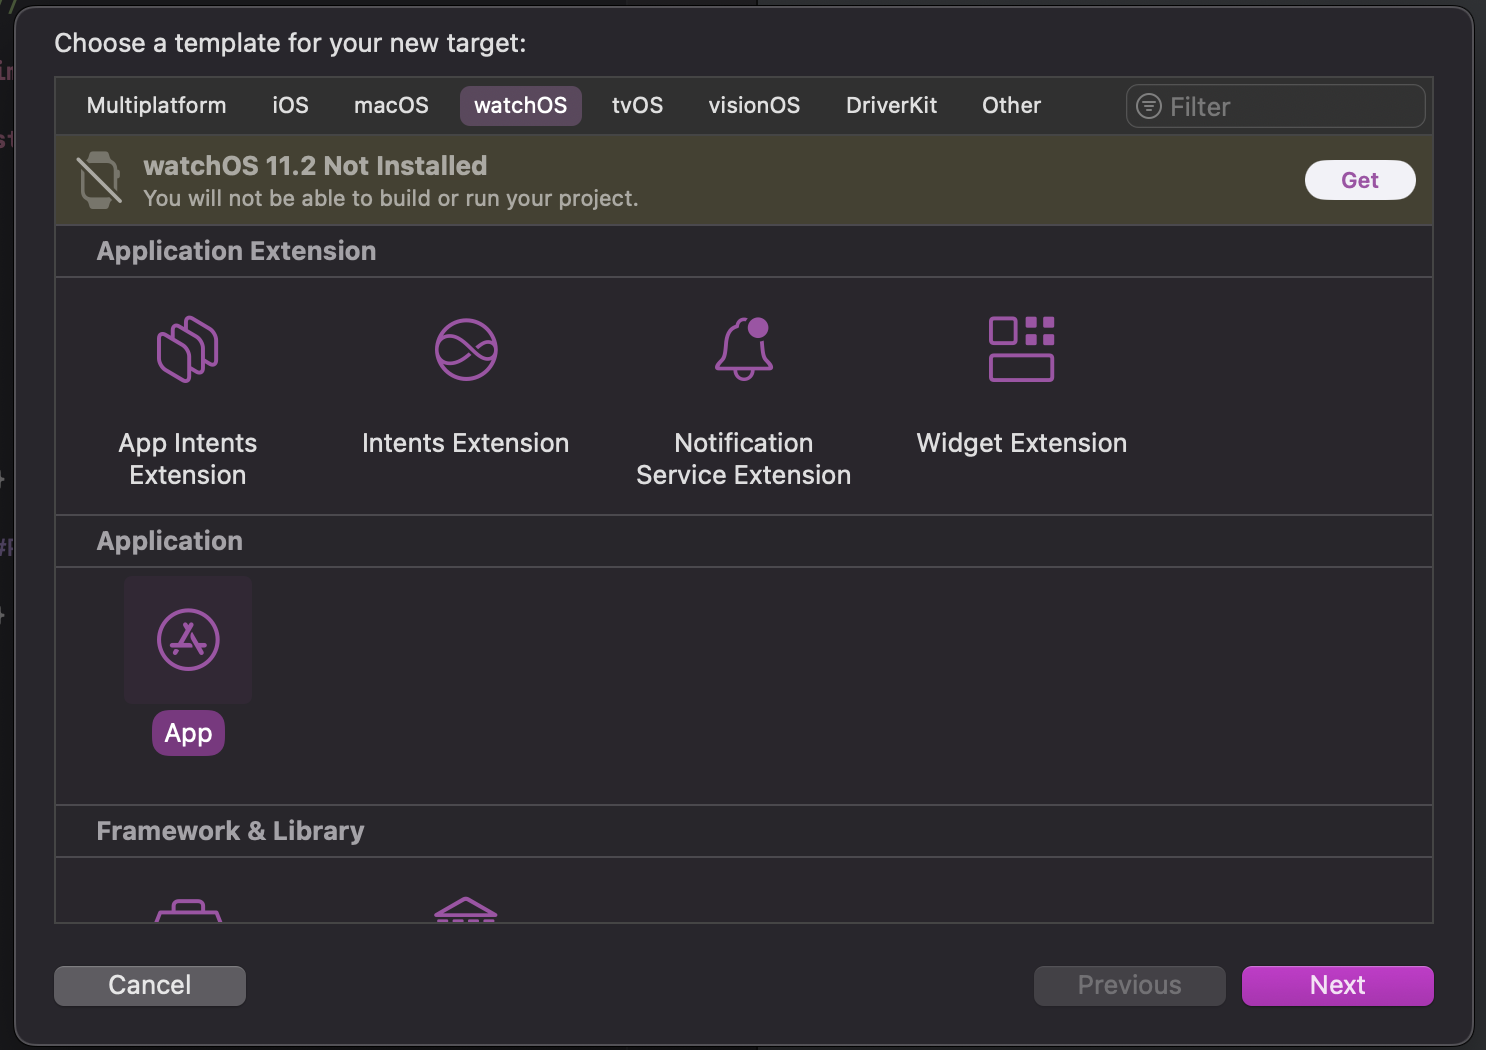 Choose a template for your new target:
Multiplatform iOS macOS watchOS tvOS visionOS DriverKit Other Filter
watchOS 11.2 Not Installed
You will not be able to build or run your project.
Get
Application Extension
App Intents
Extension
Intents Extension
Notification
Service Extension
Widget Extension
Application
App
Framework & Library
Cancel Previous Next